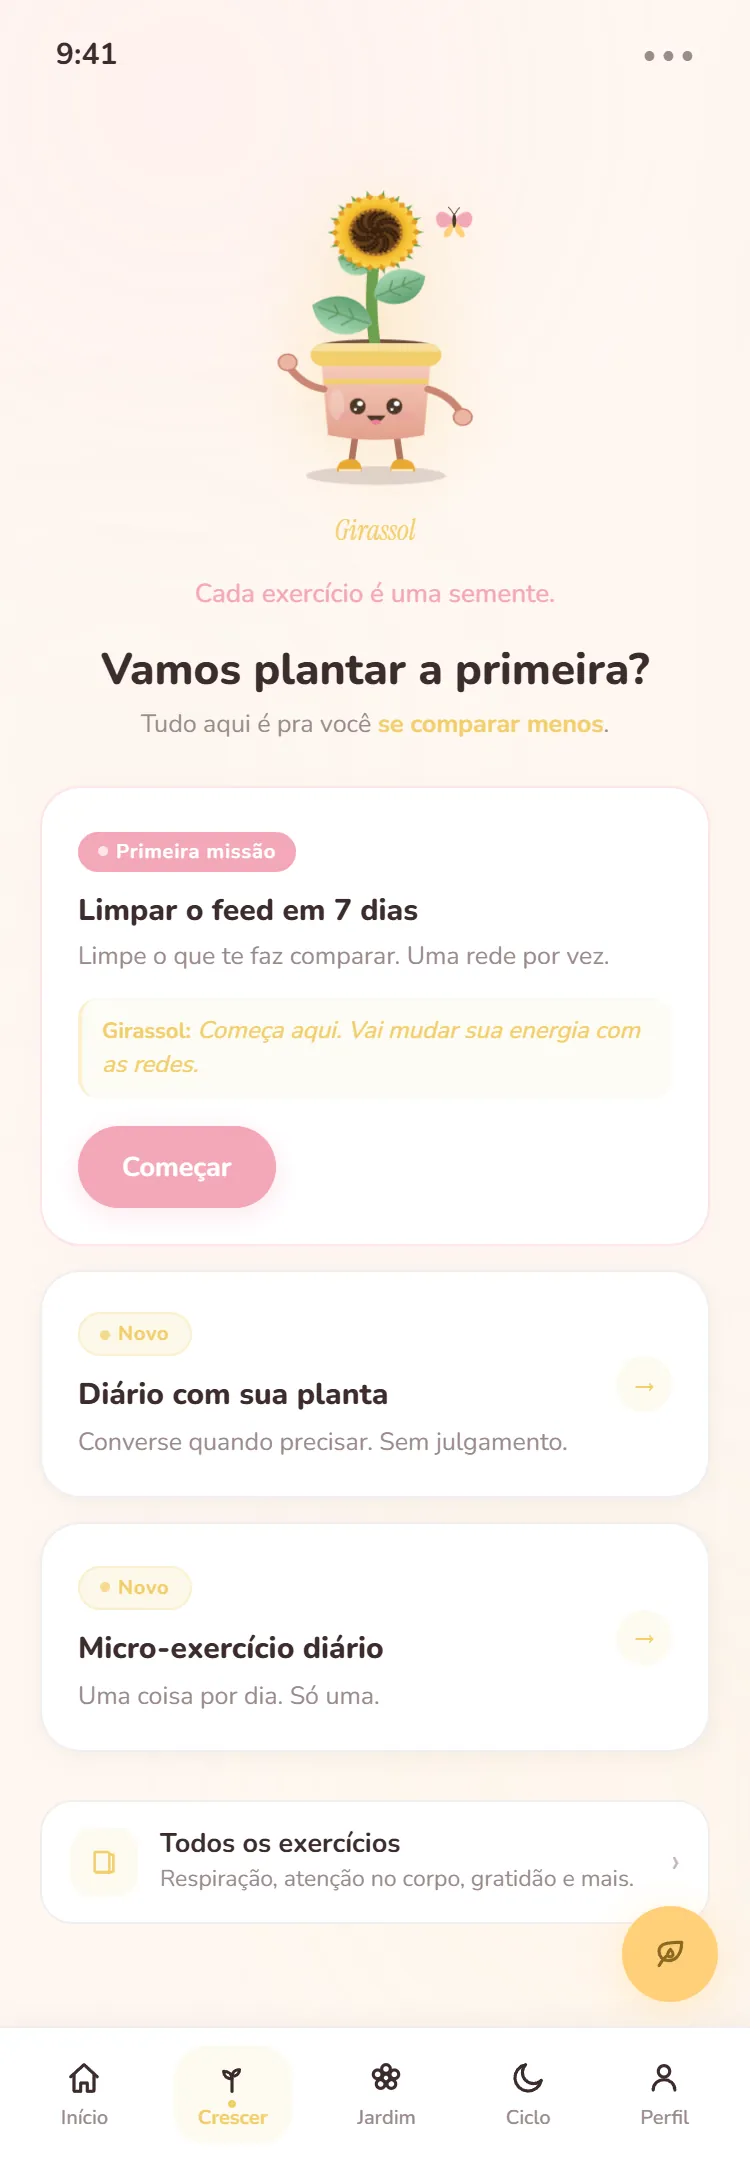 9:41
Girassol
Cada exercício é uma semente.
Vamos plantar a primeira?
Tudo aqui é pra você se comparar menos.
Primeira missão
Limpar o feed em 7 dias
Limpe o que te faz comparar. Uma rede por vez.
Girassol: Começa aqui. Vai mudar sua energia com
as redes.
Começar
Novo
Diário com sua planta
→
Converse quando precisar. Sem julgamento.
Novo
Micro-exercício diário
→
Uma coisa por dia. Só uma.
Todos os exercícios
Respiração, atenção no corpo, gratidão e mais.
›
Início
Crescer
Jardim
Ciclo
Perfil